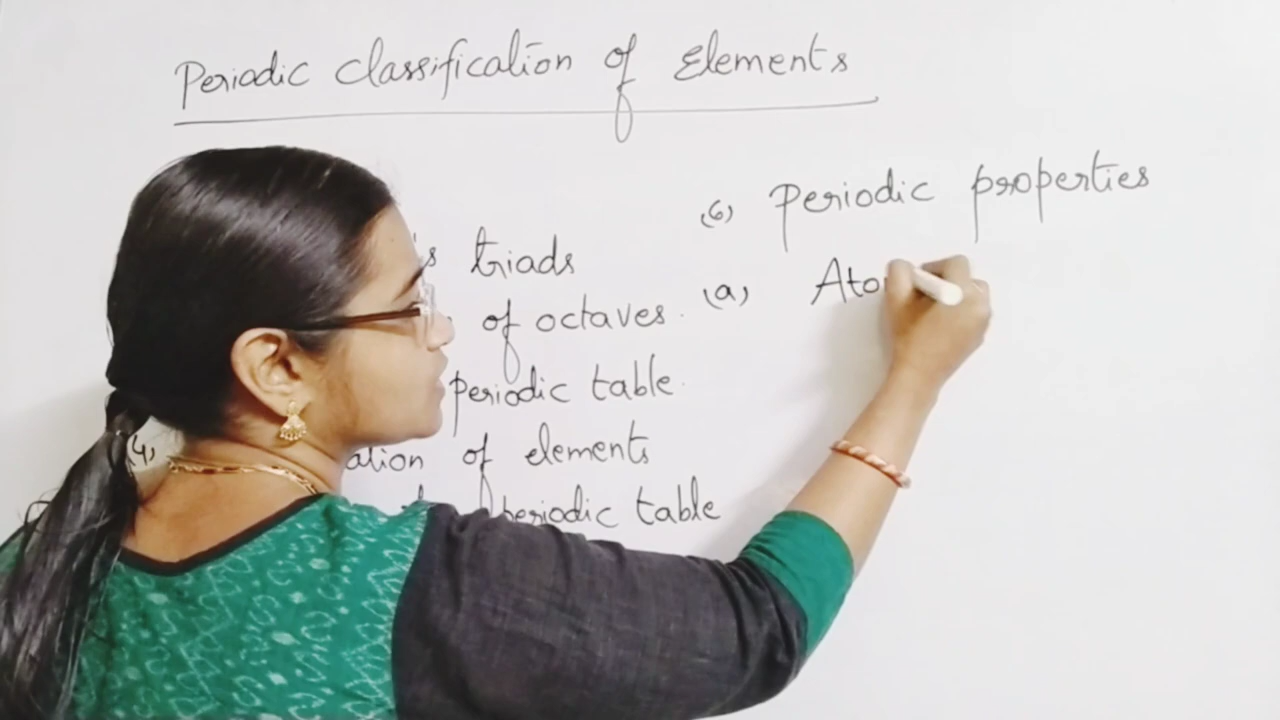 Periodic classification of Elements
's triads
of octaves.
periodic table.
(4) ation of elements
periodic table
(6) Periodic properties
(a) Ato